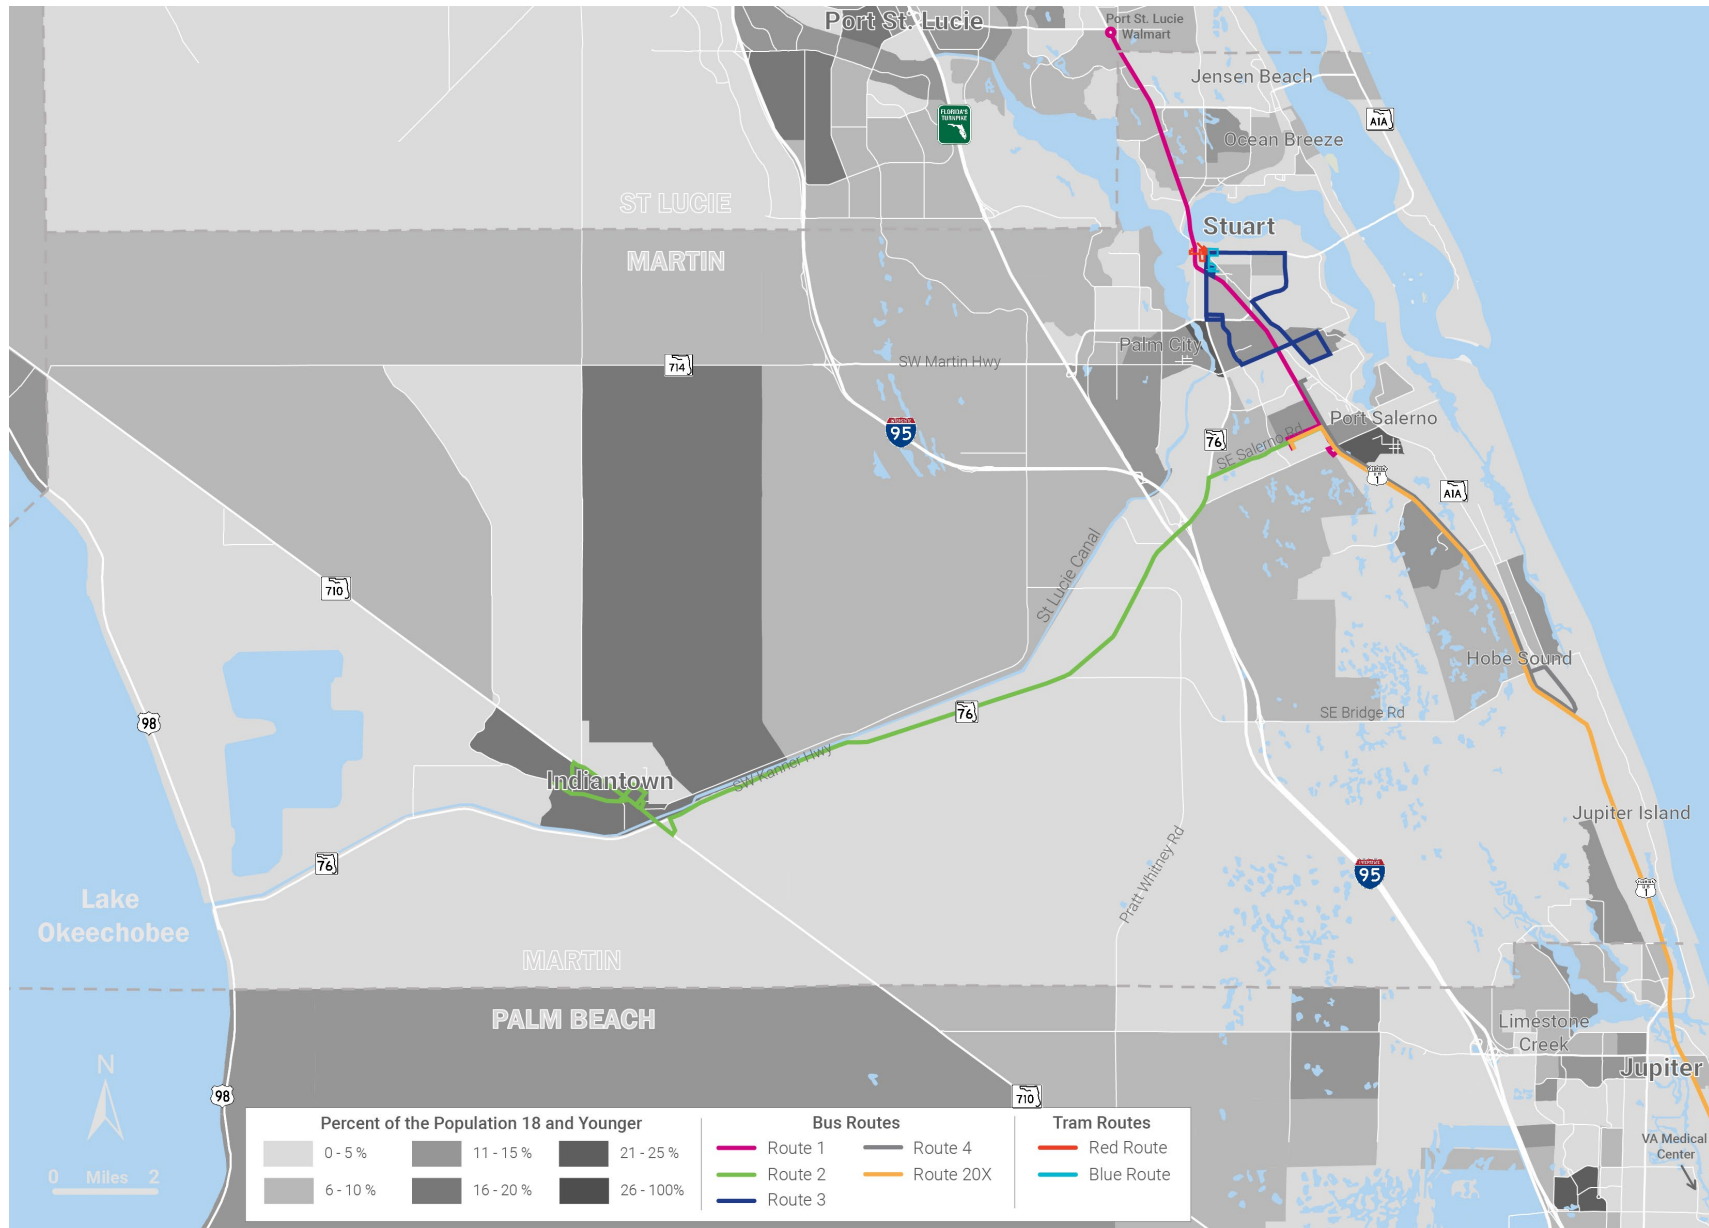 Port St. Lucie
Port St. Lucie
Walmart
Jensen Beach
FLORIDA'S
TURNPIKE
A1A
Ocean Breeze
ST LUCIE
Stuart
MARTIN
Palm City
SW Martin Hwy
714
95
Port Salerno
76
SE Salerno Rd
1
A1A
St Lucie Canal
710
Hobe Sound
98
76
SE Bridge Rd
Indiantown
SW Kanner Hwy
Jupiter Island
76
Pratt Whitney Rd
95
1
Lake
Okeechobee
MARTIN
PALM BEACH
Limestone
Creek
N
Jupiter
98
710
VA Medical
Center
0 Miles 2
Percent of the Population 18 and Younger
0 - 5 %
11 - 15 %
21 - 25 %
6 - 10 %
16 - 20 %
26 - 100%
Bus Routes
Route 1
Route 4
Route 2
Route 20X
Route 3
Tram Routes
Red Route
Blue Route